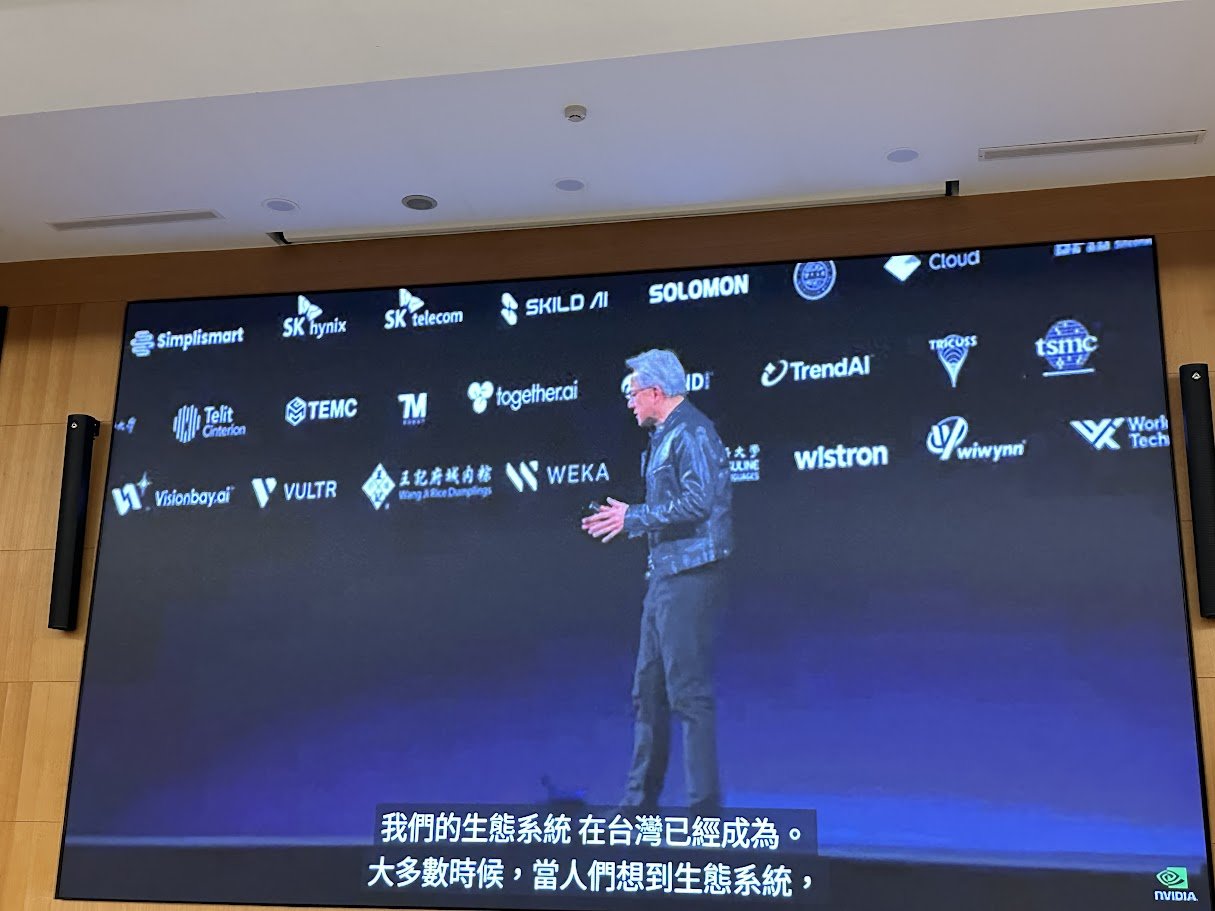 Simplismart
SK hynix
SK telecom
SKILD AI
SOLOMON
Cloud
Telit
Cinterion
TEMC
TM
together.ai
TrendAI
TRICUSS
tsmc
Visionbay.ai
VULTR
王記府城肉粽
Wang Ji Rice Dumplings
WEKA
大學
wistron
wiwynn
我們的生態系統 在台灣已經成為。
大多數時候，當人們想到生態系統，
NVIDIA